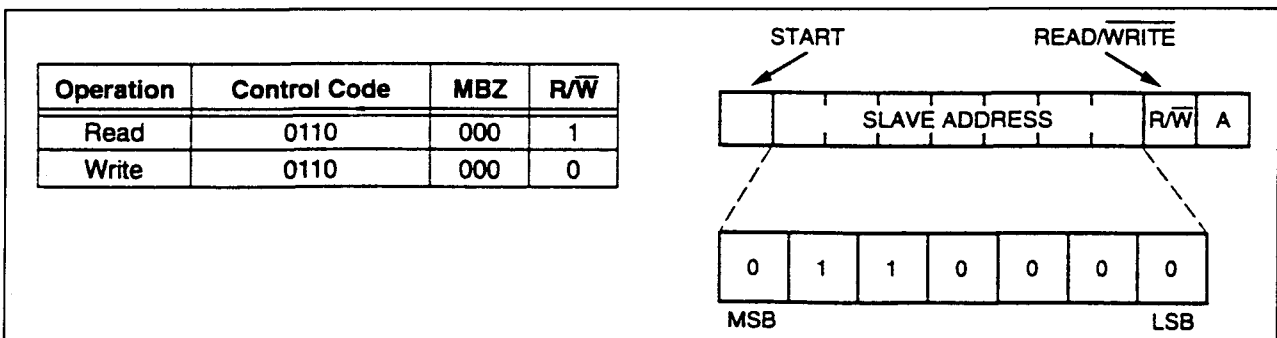 Operation Control Code MBZ R/W̅
Read 0110 000 1
Write 0110 000 0
START READ/W̅R̅I̅T̅E̅
SLAVE ADDRESS R/W̅ A
0 1 1 0 0 0 0 0
MSB LSB